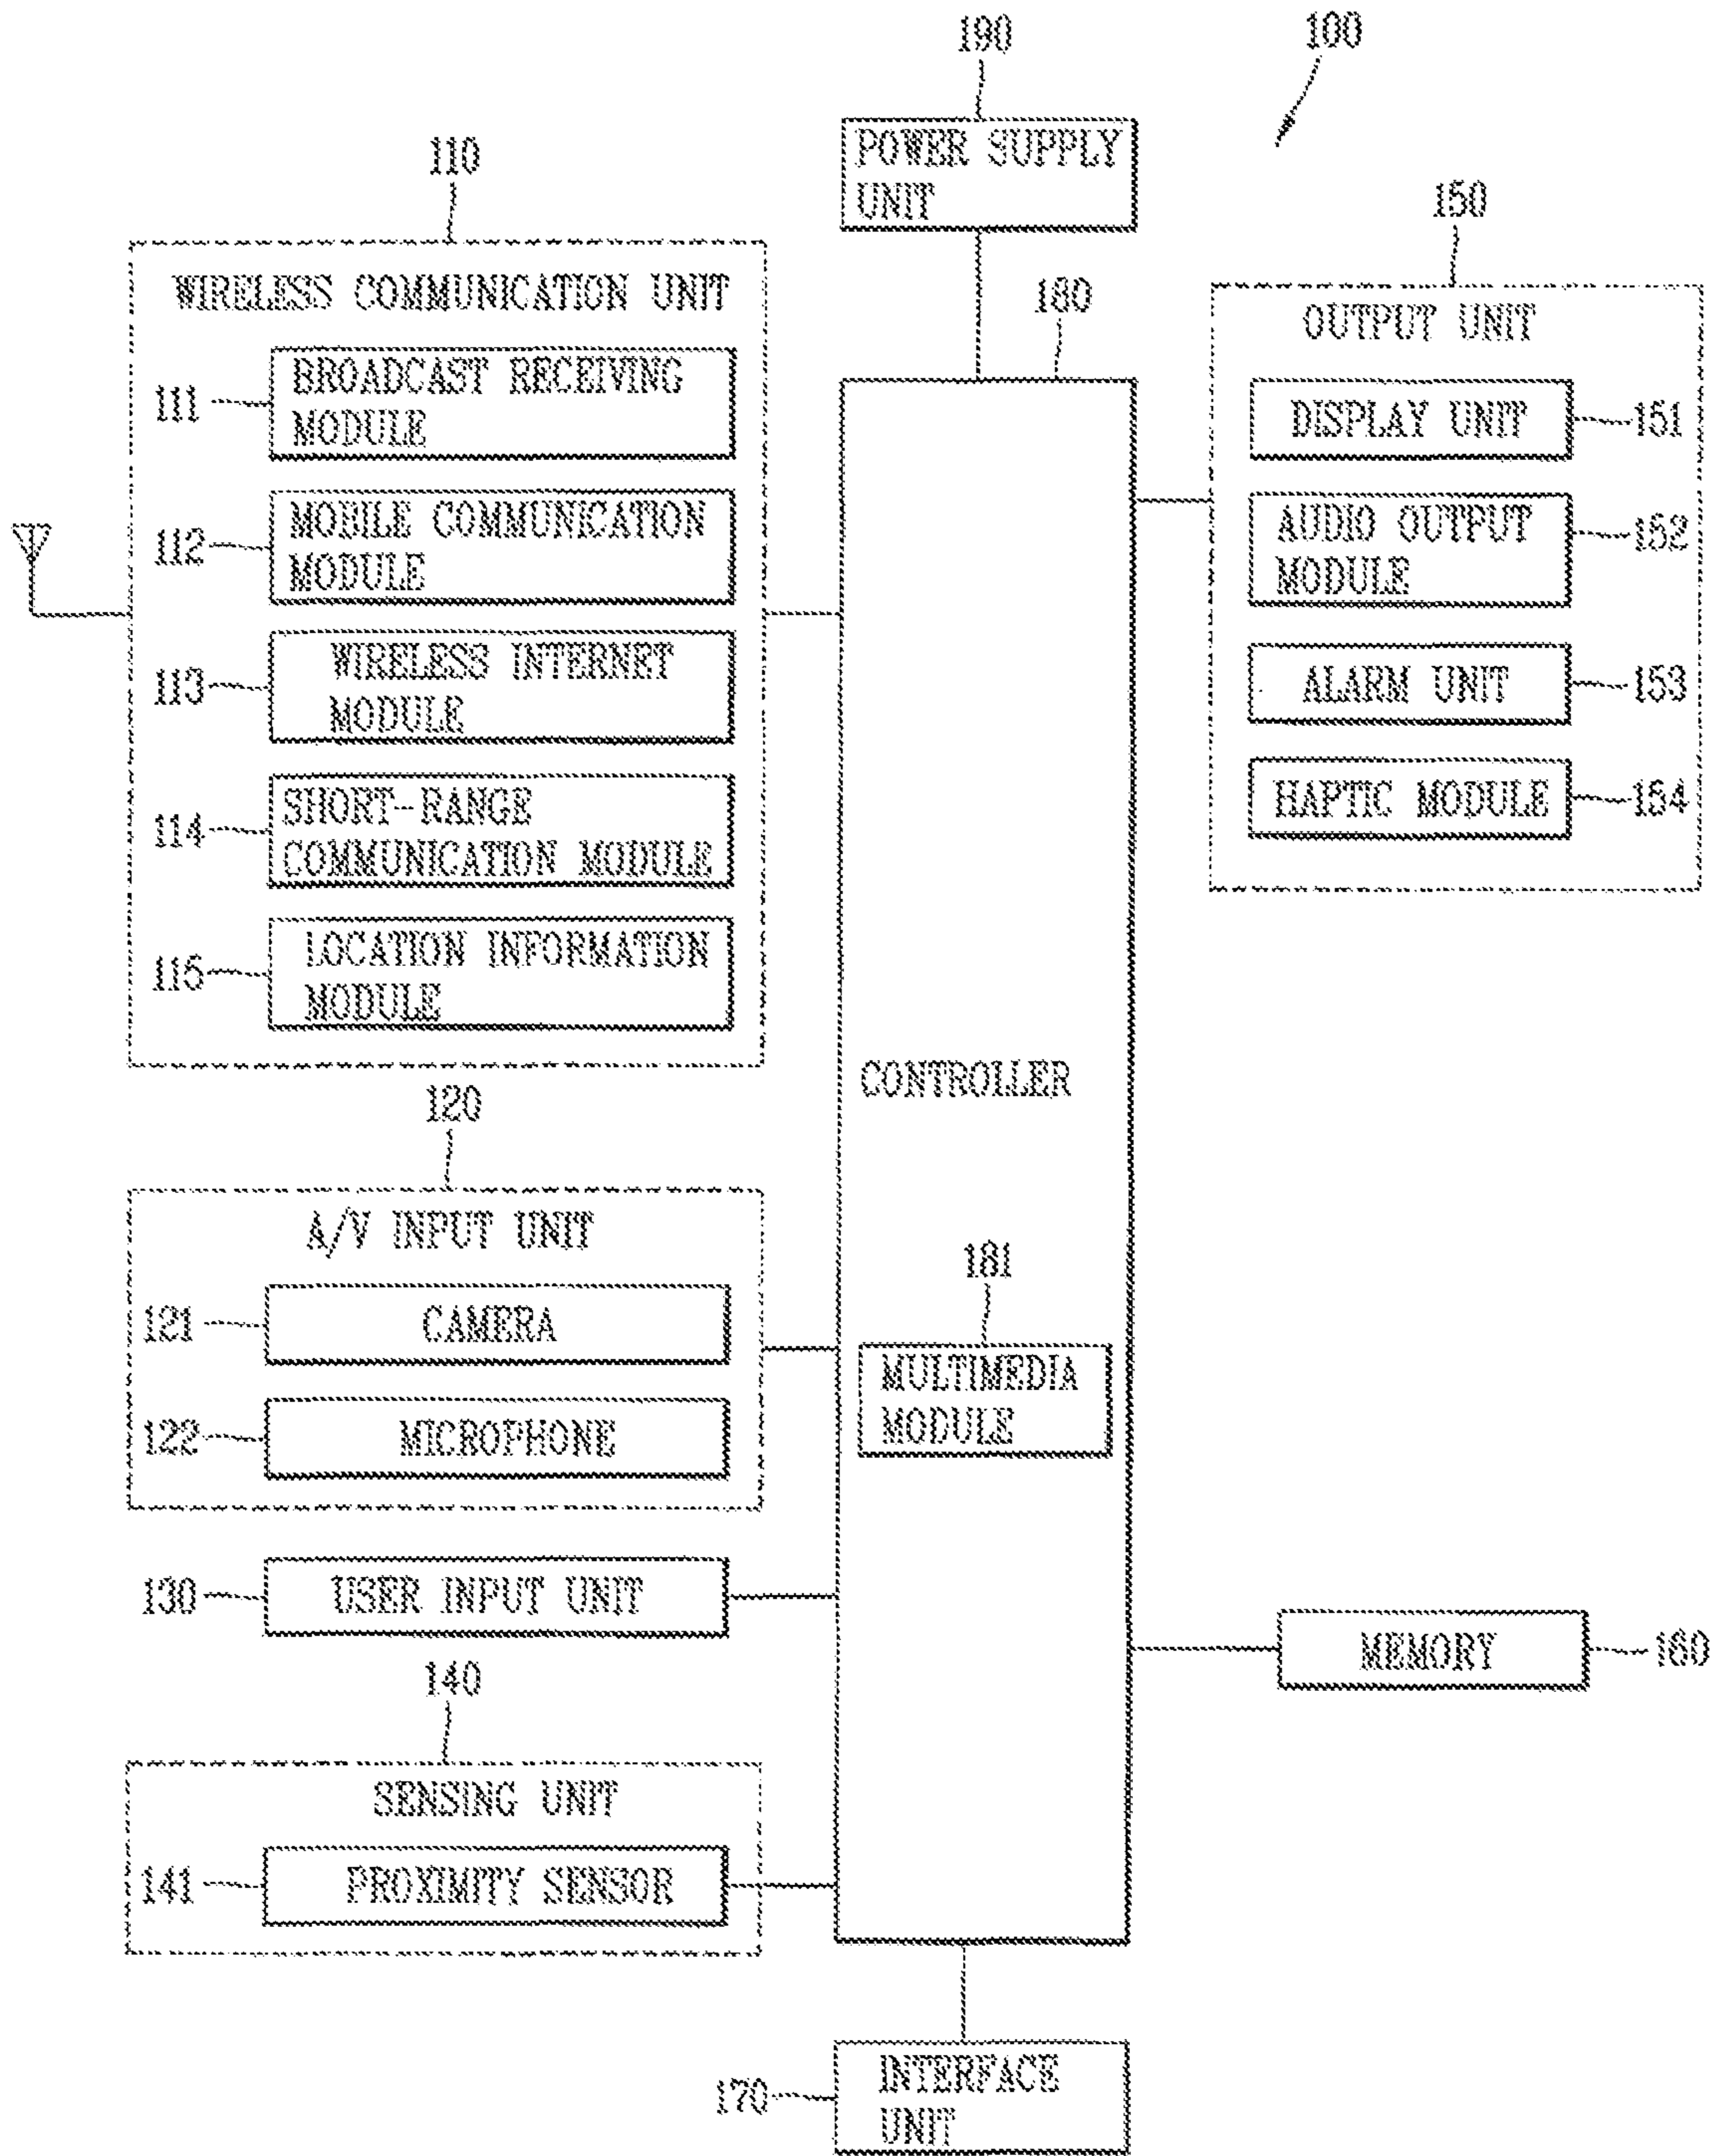 190
100
POWER SUPPLY
UNIT
110
WIRELESS COMMUNICATION UNIT
111
BROADCAST RECEIVING
MODULE
112
MOBILE COMMUNICATION
MODULE
113
WIRELESS INTERNET
MODULE
114
SHORT-RANGE
COMMUNICATION MODULE
115
LOCATION INFORMATION
MODULE
120
A/V INPUT UNIT
121
CAMERA
122
MICROPHONE
130
USER INPUT UNIT
140
SENSING UNIT
141
PROXIMITY SENSOR
180
CONTROLLER
181
MULTIMEDIA
MODULE
150
OUTPUT UNIT
DISPLAY UNIT
151
AUDIO OUTPUT
MODULE
152
ALARM UNIT
153
HAPTIC MODULE
154
MEMORY
160
170
INTERFACE
UNIT